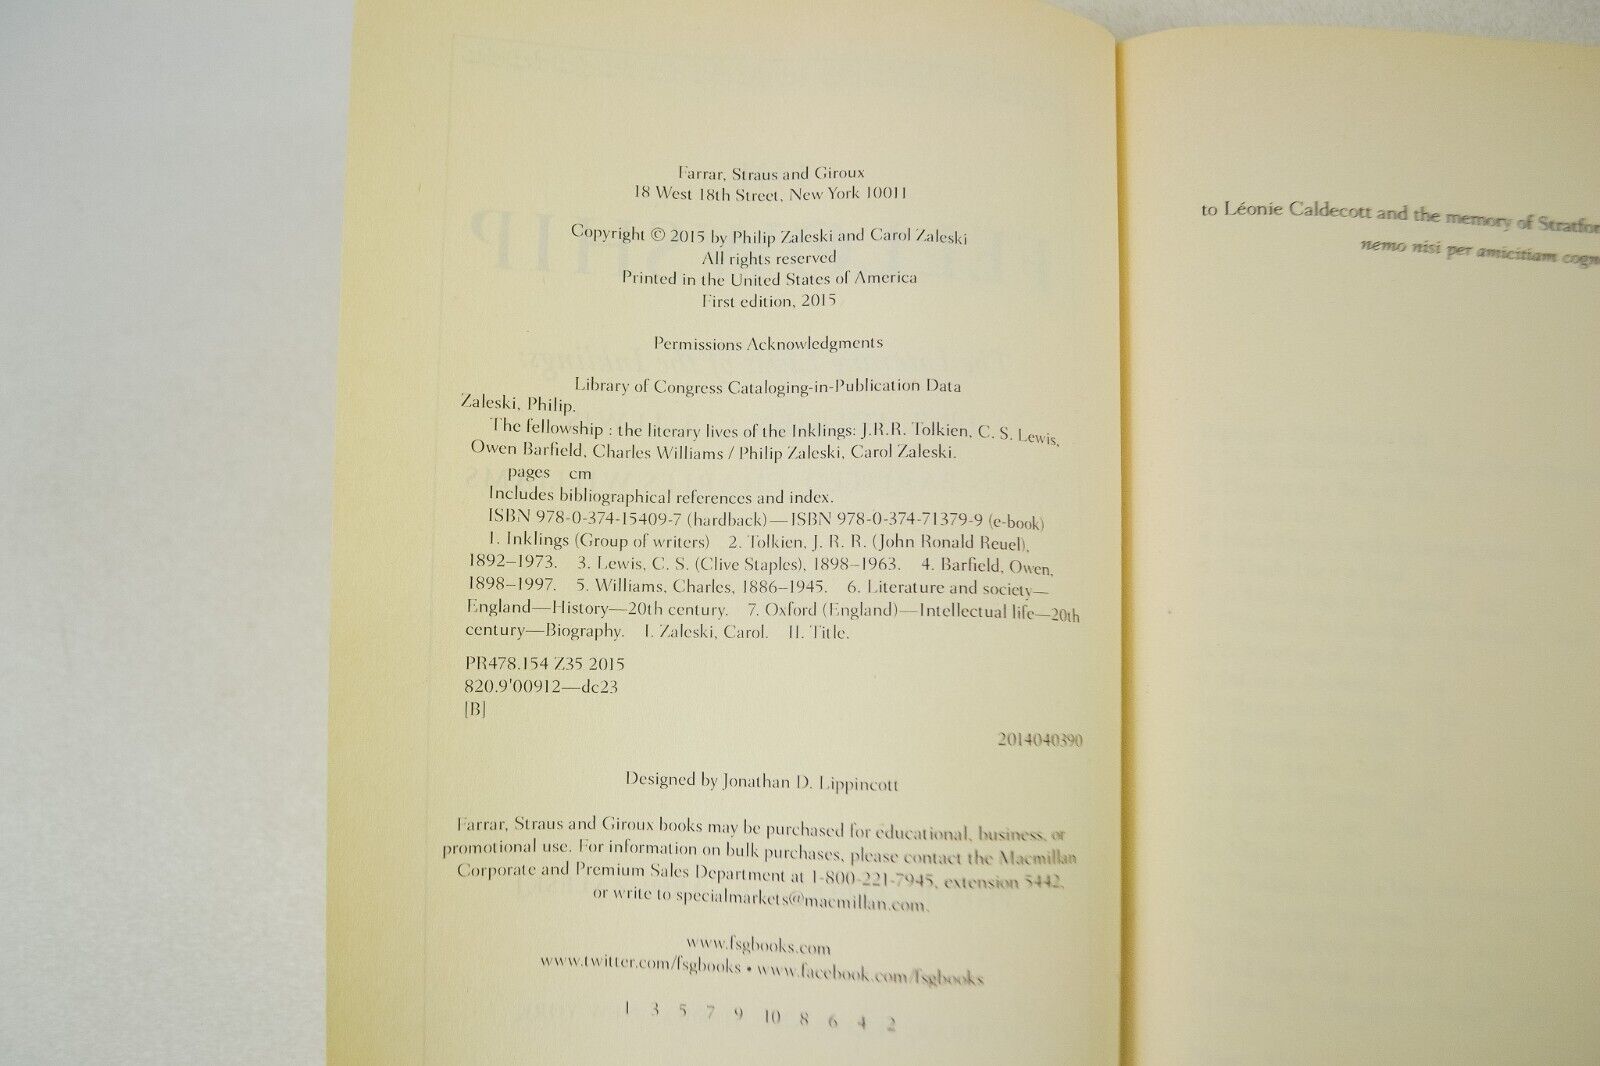 Farrar, Straus and Giroux
18 West 18th Street, New York 10011
Copyright © 2015 by Philip Zaleski and Carol Zaleski
All rights reserved
Printed in the United States of America
First edition, 2015
Permissions Acknowledgments
Library of Congress Cataloging-in-Publication Data
Zaleski, Philip.
The fellowship : the literary lives of the Inklings: J.R.R. Tolkien, C. S. Lewis,
Owen Barfield, Charles Williams / Philip Zaleski, Carol Zaleski.
pages cm
Includes bibliographical references and index.
ISBN 978-0-374-15409-7 (hardback)—ISBN 978-0-374-71379-9 (e-book)
1. Inklings (Group of writers) 2. Tolkien, J. R. R. (John Ronald Reuel),
1892–1973. 3. Lewis, C. S. (Clive Staples), 1898–1963. 4. Barfield, Owen,
1898–1997. 5. Williams, Charles, 1886–1945. 6. Literature and society—
England—History—20th century. 7. Oxford (England)—Intellectual life—20th
century—Biography. I. Zaleski, Carol. II. Title.
PR478.I54 Z35 2015
820.9'00912—dc23
[B]
2014040390
Designed by Jonathan D. Lippincott
Farrar, Straus and Giroux books may be purchased for educational, business, or
promotional use. For information on bulk purchases, please contact the Macmillan
Corporate and Premium Sales Department at 1-800-221-7945, extension 5442,
or write to specialmarkets@macmillan.com.
www.fsgbooks.com
www.twitter.com/fsgbooks • www.facebook.com/fsgbooks
1 3 5 7 9 10 8 6 4 2
to Léonie Caldecott and the memory of
nemo nisi per amicitiam